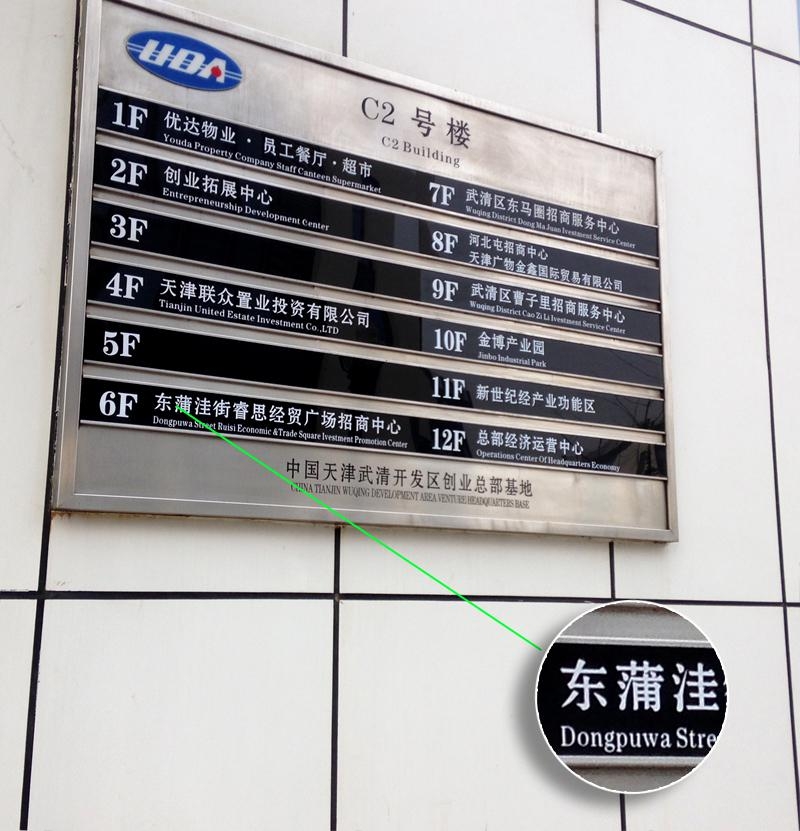 UDA
C2 号 楼
C2 Building
1F 优达物业·员工餐厅·超市
Youda Property Company Staff Canteen Supermarket
2F 创业拓展中心
Entrepreneurship Development Center
3F
4F 天津联众置业投资有限公司
Tianjin United Estate Investment Co.,LTD
5F
6F 东蒲洼街睿思经贸广场招商中心
Dongpuwa Street Ruisi Economic &Trade Square Ivestment Promotion Center
7F 武清区东马圈招商服务中心
Wuqing District Dong Ma Juan Ivestment Service Center
8F 河北屯招商中心
天津广物金鑫国际贸易有限公司
9F 武清区曹子里招商服务中心
Wuqing District Cao Zi Li Ivestment Service Center
10F 金博产业园
Jinbo Industrial Park
11F 新世纪经产业功能区
12F 总部经济运营中心
Operations Center Of Headquarters Economy
中国天津武清开发区创业总部基地
CHINA TIANJIN WUQING DEVELOPMENT AREA VENTURE HEADQUARTERS BASE
东蒲洼
Dongpuwa Stre